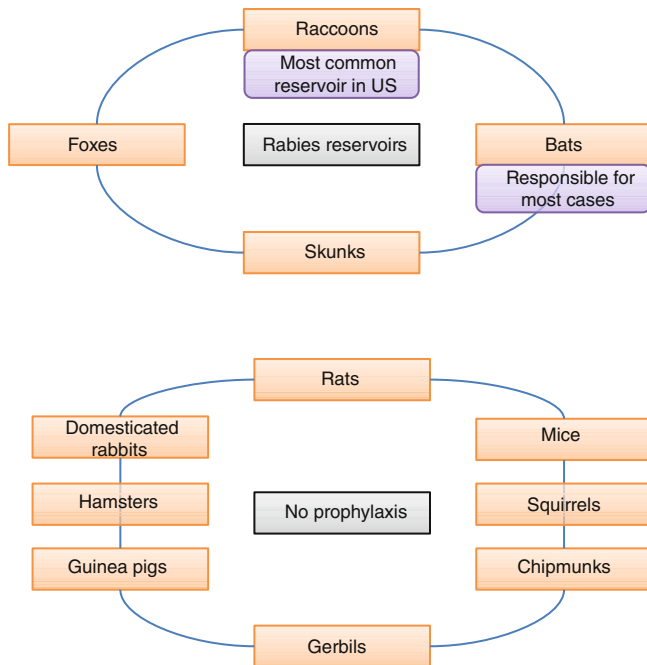 Raccoons
Most common
reservoir in US
Foxes
Rabies reservoirs
Bats
Responsible for
most cases
Skunks
Rats
Domesticated
rabbits
Mice
Hamsters
No prophylaxis
Squirrels
Guinea pigs
Chipmunks
Gerbils